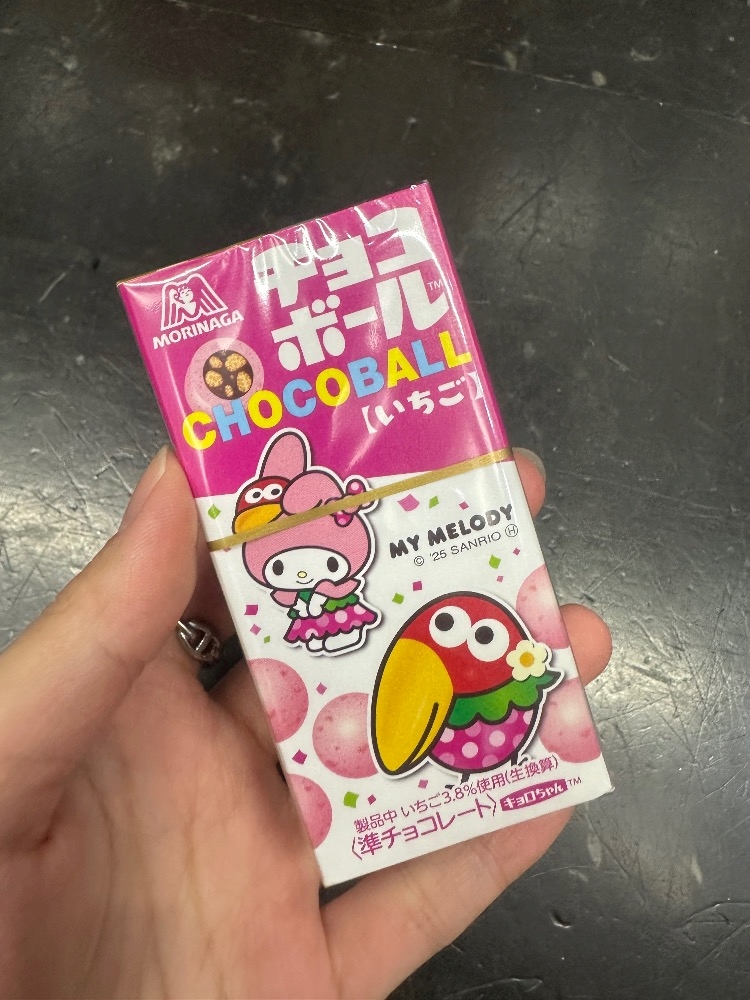 MORINAGA
チョコ
ボール™
CHOCOBALL
【いちご】
MY MELODY
© '25 SANRIO Ⓗ
製品中 いちご3.8%使用(生換算)
〈準チョコレート〉
キョロちゃん™